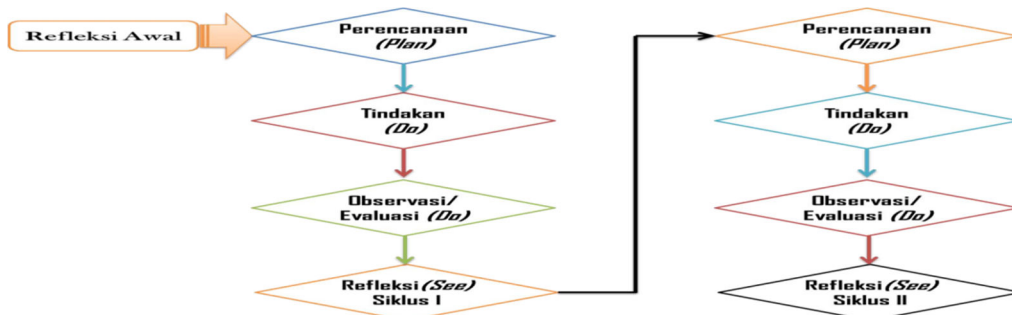 Refleksi Awal
Perencanaan
(Plan)
Tindakan
(Do)
Observasi/
Evaluasi (Do)
Refleksi (See)
Siklus I
Perencanaan
(Plan)
Tindakan
(Do)
Observasi/
Evaluasi (Do)
Refleksi (See)
Siklus II